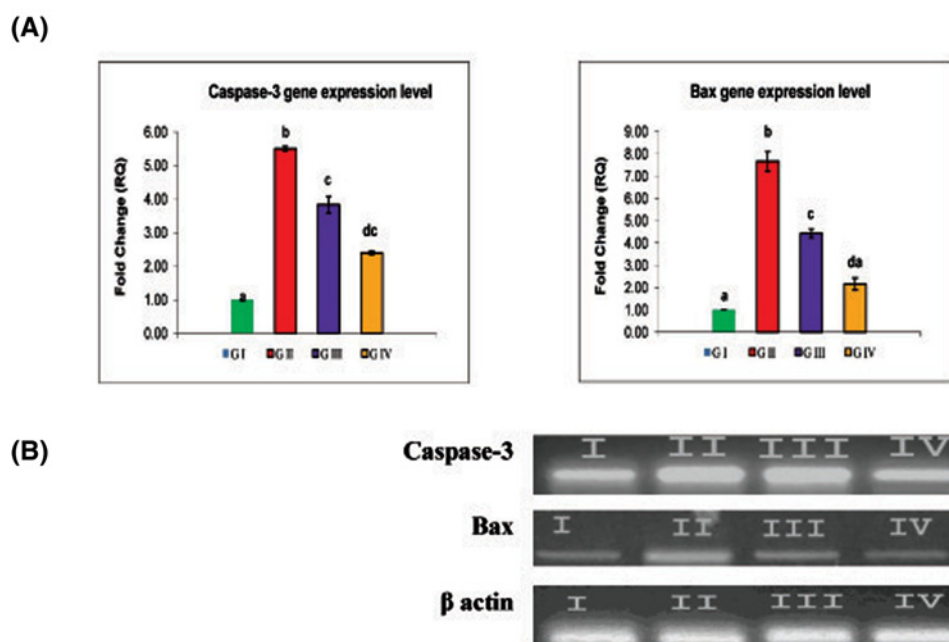 (A)
Caspase-3 gene expression level
Fold Change (RQ)
6.00
5.00
4.00
3.00
2.00
1.00
0.00
a
b
c
dc
G I G II G III G IV
Bax gene expression level
Fold Change (RQ)
9.00
8.00
7.00
6.00
5.00
4.00
3.00
2.00
1.00
0.00
a
b
c
da
G I G II G III G IV
(B)
Caspase-3
I II III IV
Bax
I II III IV
β actin
I II III IV